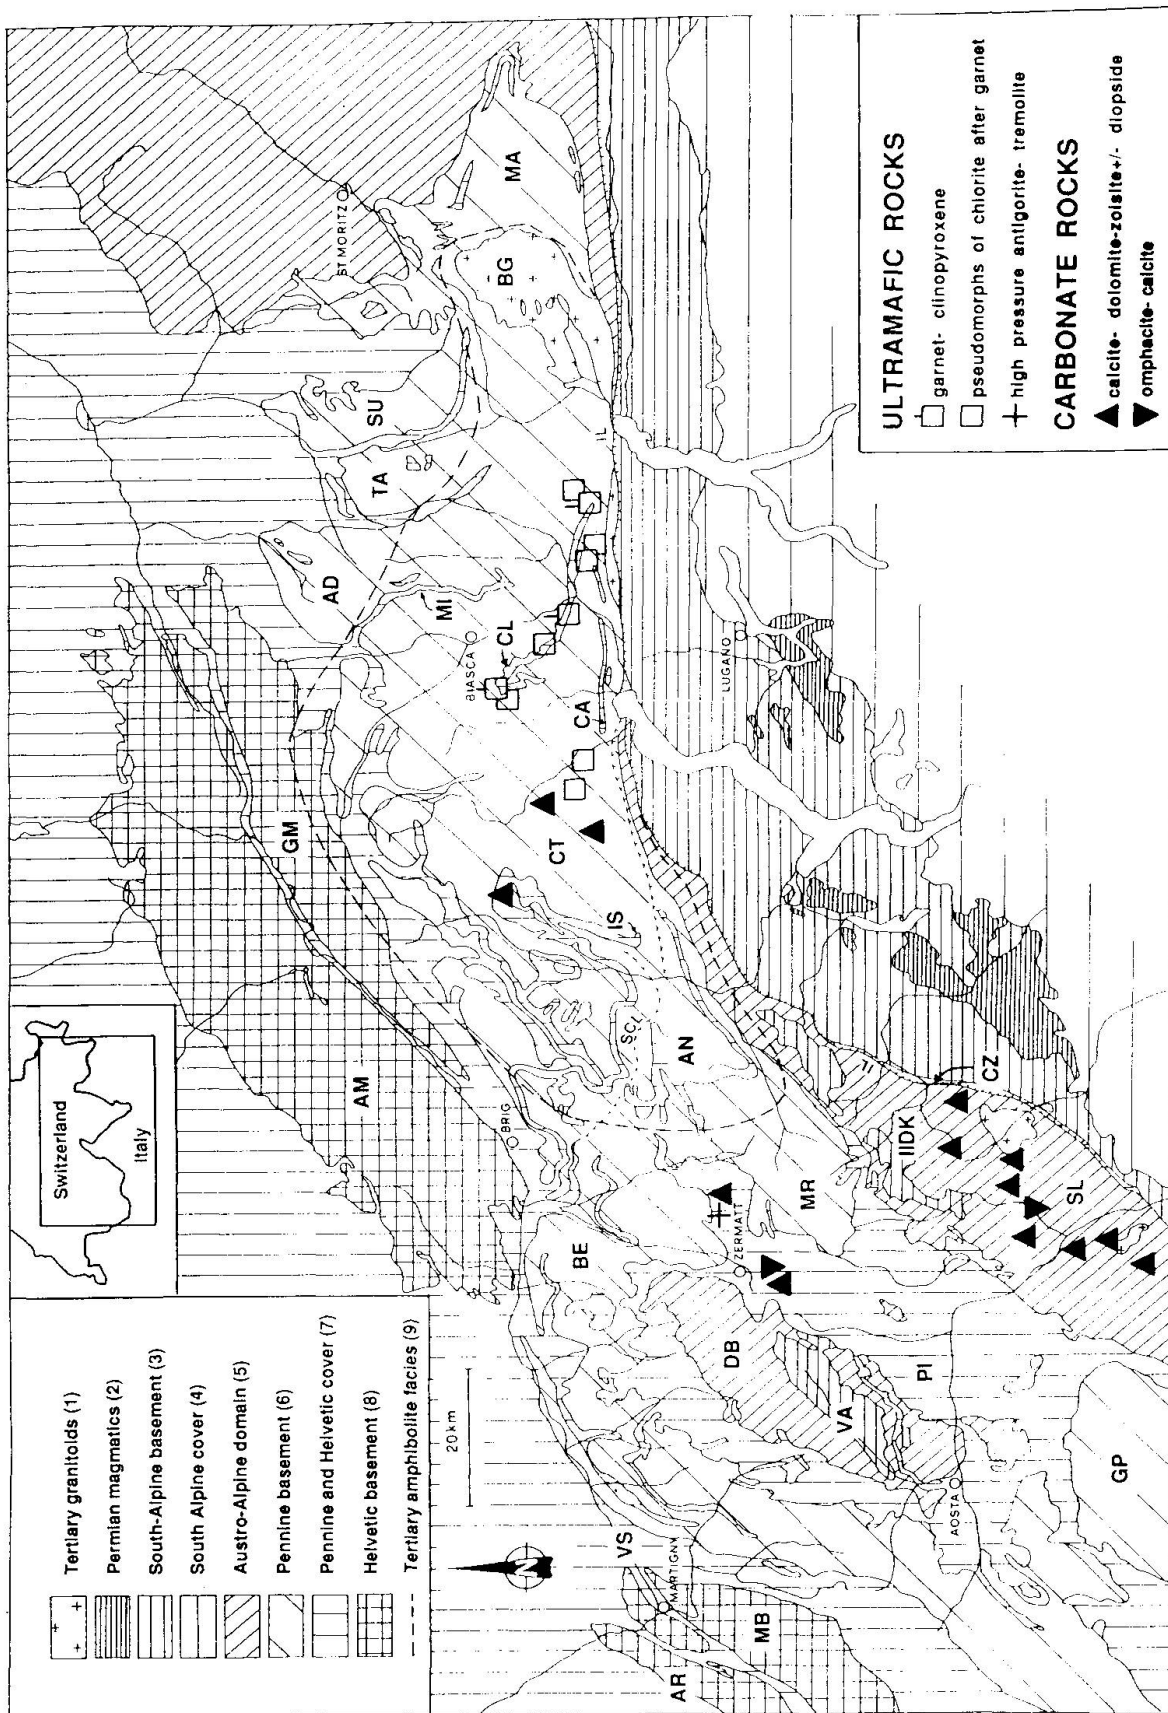 Tertiary granitoids (1)
Permian magmatics (2)
South-Alpine basement (3)
South Alpine cover (4)
Austro-Alpine domain (5)
Pennine basement (6)
Pennine and Helvetic cover (7)
Helvetic basement (8)
Tertiary amphibolite facies (9)
20 km
N
Switzerland
Italy
AR
MB
MARTIGNY
VS
AOSTA
GP
VA
PI
DB
BE
ZERMATT
MR
BRIG
AM
GM
SCL
AN
IS
CT
IIDK
SL
CZ
IL
CA
BIASCA
CL
MI
AD
TA
SU
LUGANO
IL
ST MORITZ
BG
MA
ULTRAMAFIC ROCKS
garnet- clinopyroxene
pseudomorphs of chlorite after garnet
high pressure antigorite- tremolite
CARBONATE ROCKS
calcite- dolomite-zoisite+/- diopside
omphacite- calcite